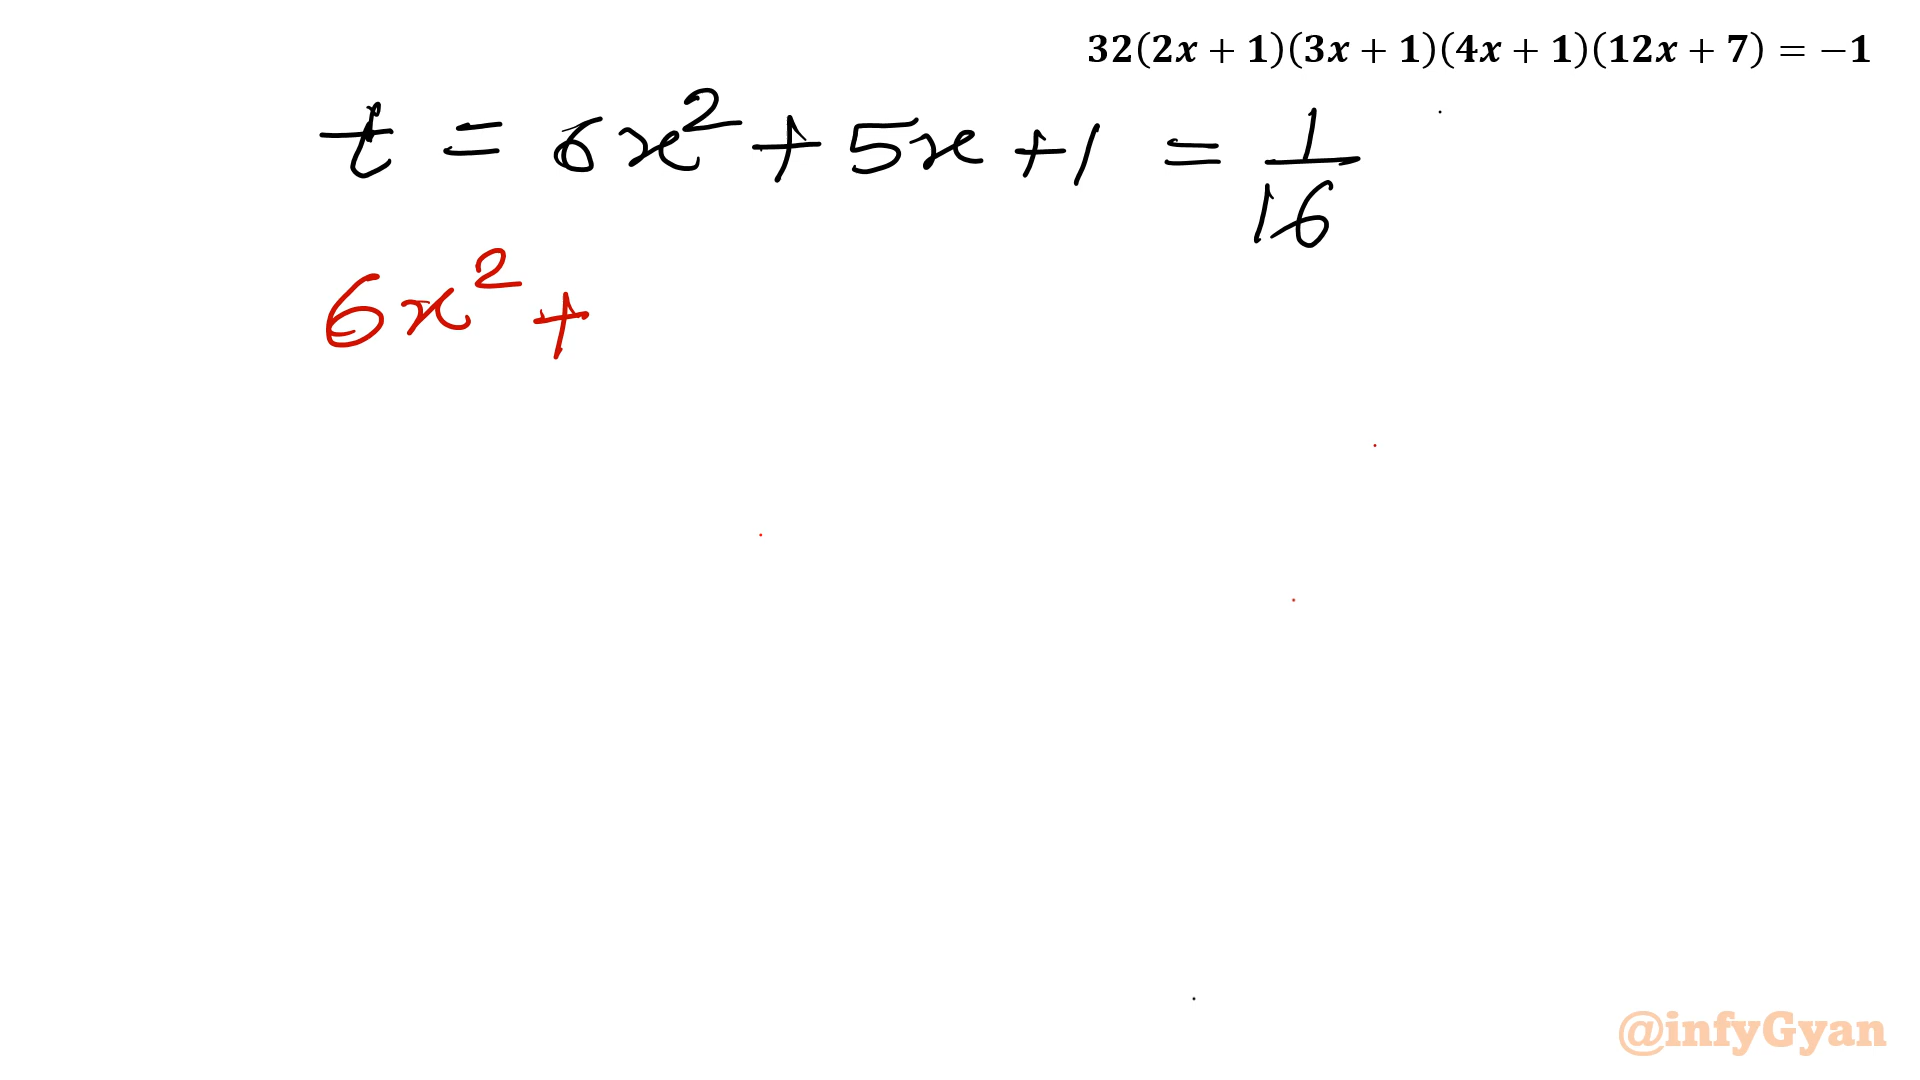 32(2x + 1)(3x + 1)(4x + 1)(12x + 7) = −1
t = 6x² + 5x + 1 = 1/16
6x² +
@infyGyan